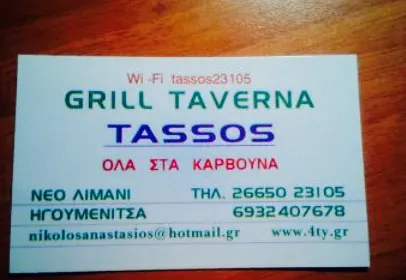 Wi-Fi tassos23105
GRILL TAVERNA
TASSOS
ΟΛΑ ΣΤΑ ΚΑΡΒΟΥΝΑ
ΝΕΟ ΛΙΜΑΝΙ ΤΗΛ. 26650 23105
ΗΓΟΥΜΕΝΙΤΣΑ 6932407678
nikolosanastasios@hotmail.gr www.4ty.gr